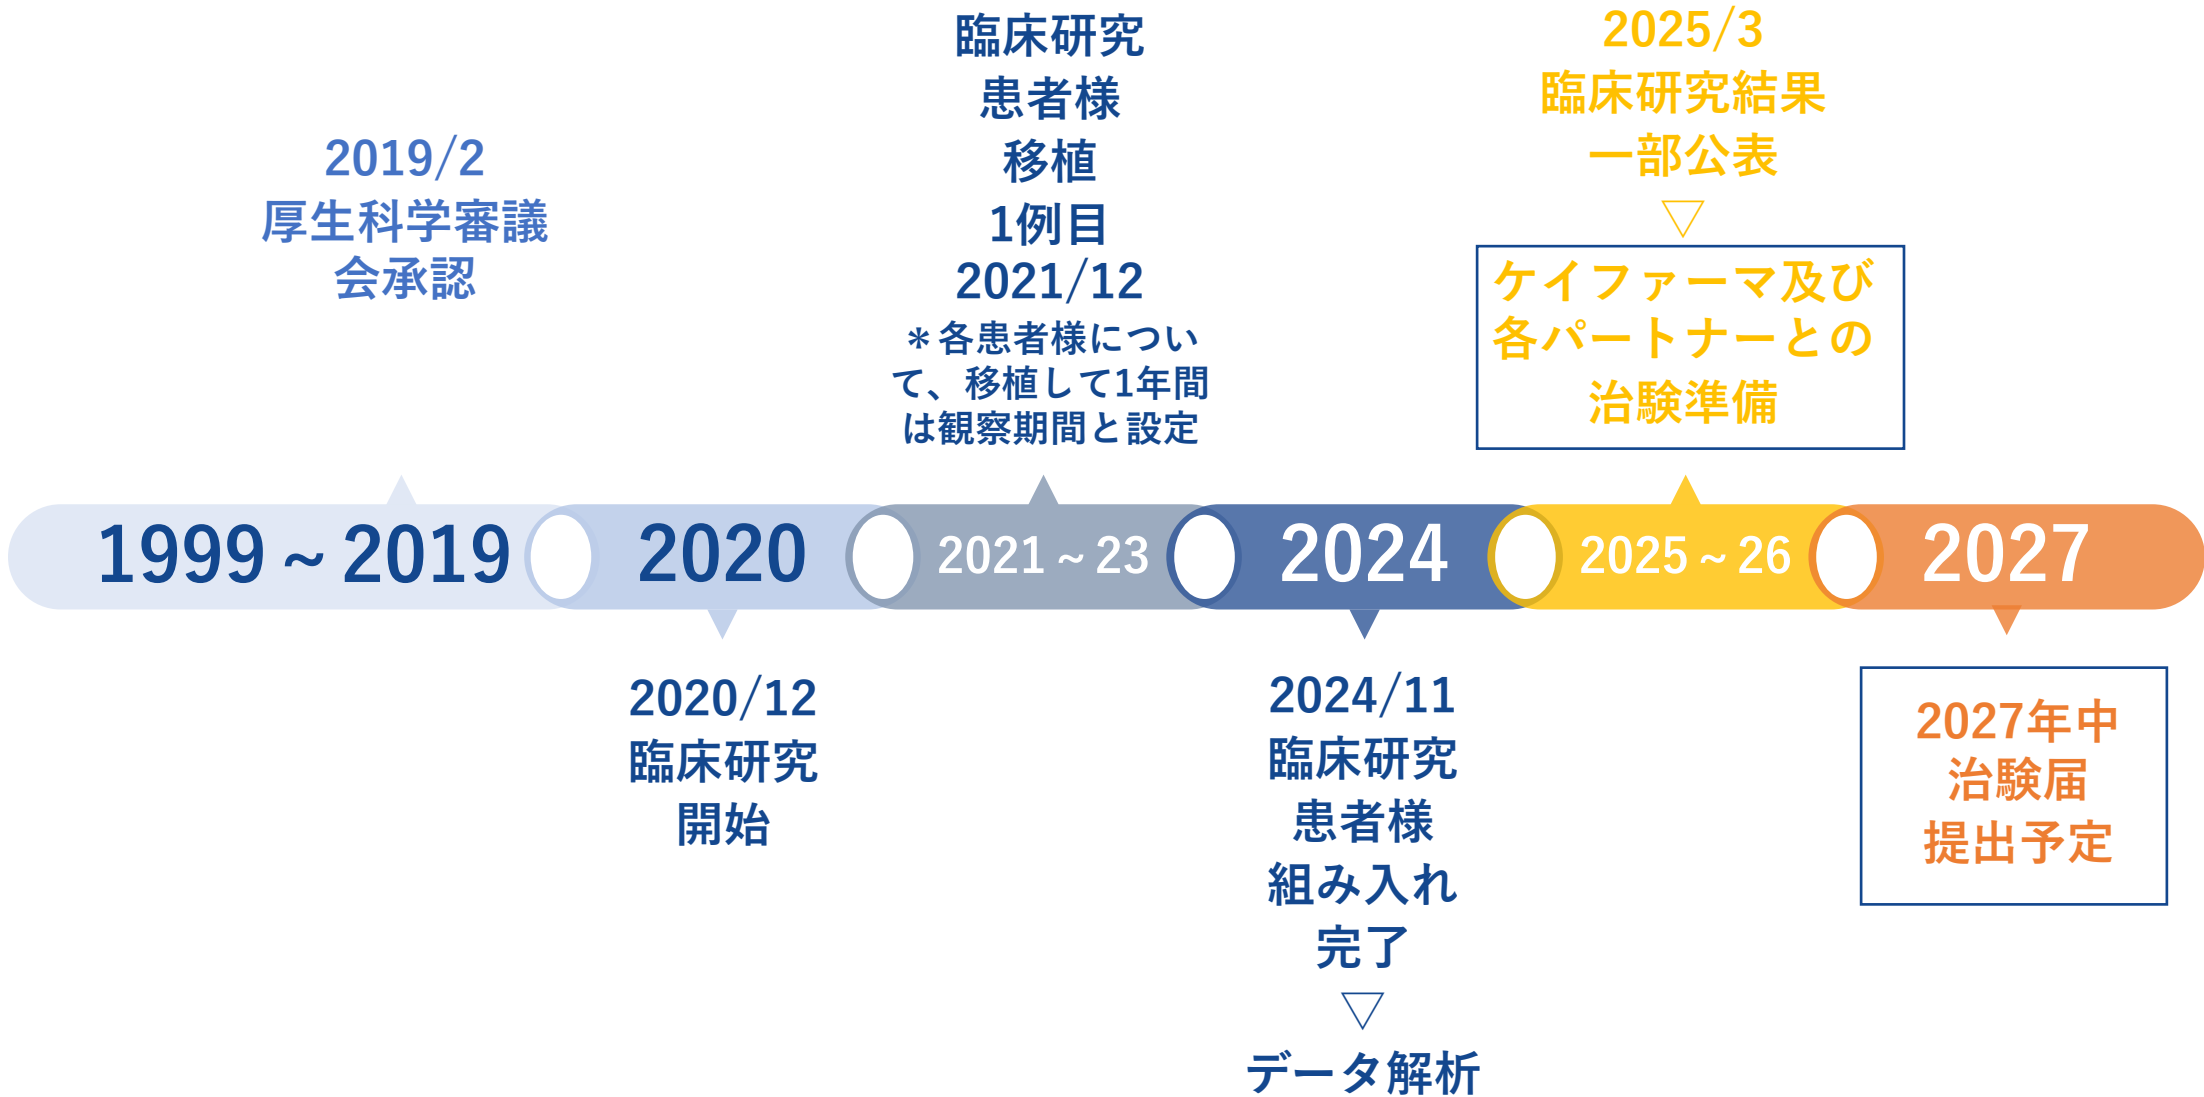 2019/2
厚生科学審議
会承認
1999～2019
2020
2020/12
臨床研究
開始
臨床研究
患者様
移植
1例目
2021/12
＊各患者様につい
て、移植して1年間
は観察期間と設定
2021～23
2024
2024/11
臨床研究
患者様
組み入れ
完了
データ解析
2025/3
臨床研究結果
一部公表
ケイファーマ及び
各パートナーとの
治験準備
2025～26
2027
2027年中
治験届
提出予定